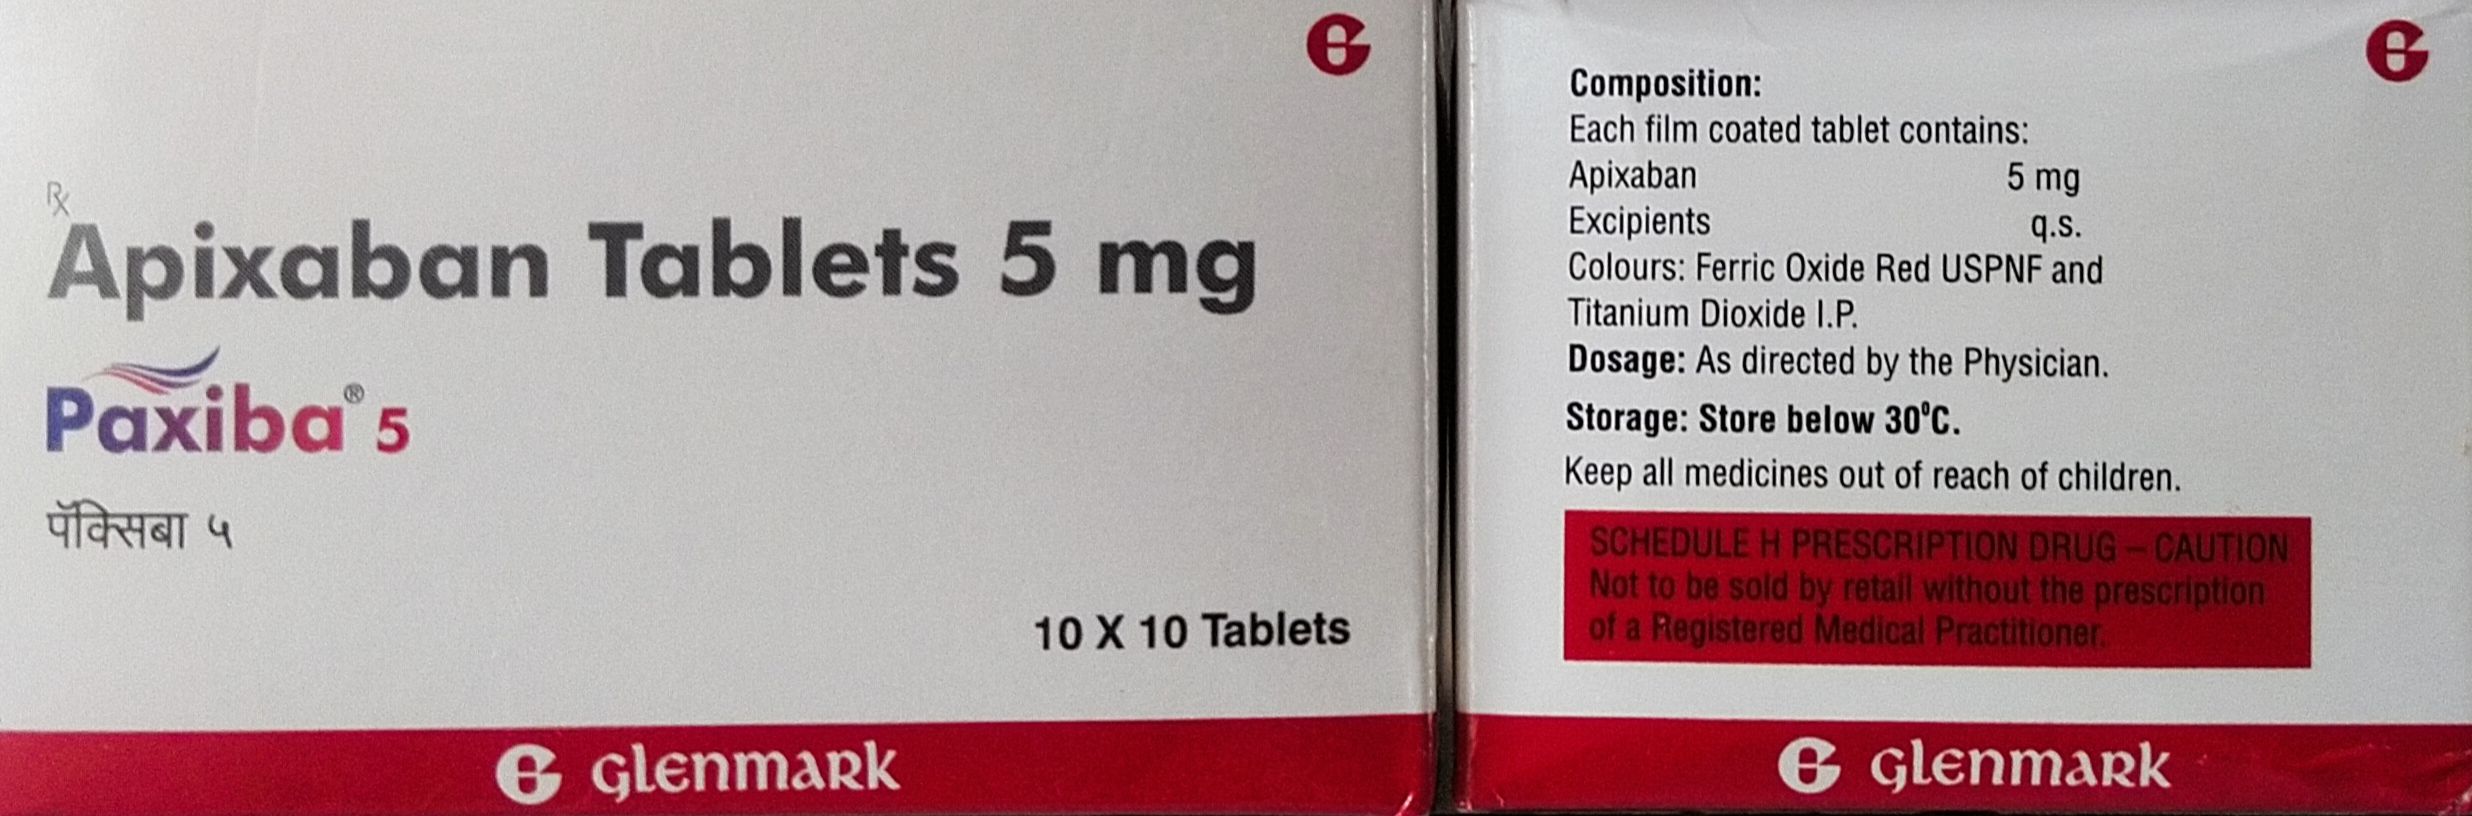 Rx
Apixaban Tablets 5 mg
Paxiba® 5
पॅक्सिबा ५
10 X 10 Tablets
glenmark
Composition:
Each film coated tablet contains:
Apixaban 5 mg
Excipients q.s.
Colours: Ferric Oxide Red USPNF and
Titanium Dioxide I.P.
Dosage: As directed by the Physician.
Storage: Store below 30⁰C.
Keep all medicines out of reach of children.
SCHEDULE H PRESCRIPTION DRUG – CAUTION
Not to be sold by retail without the prescription
of a Registered Medical Practitioner.
glenmark